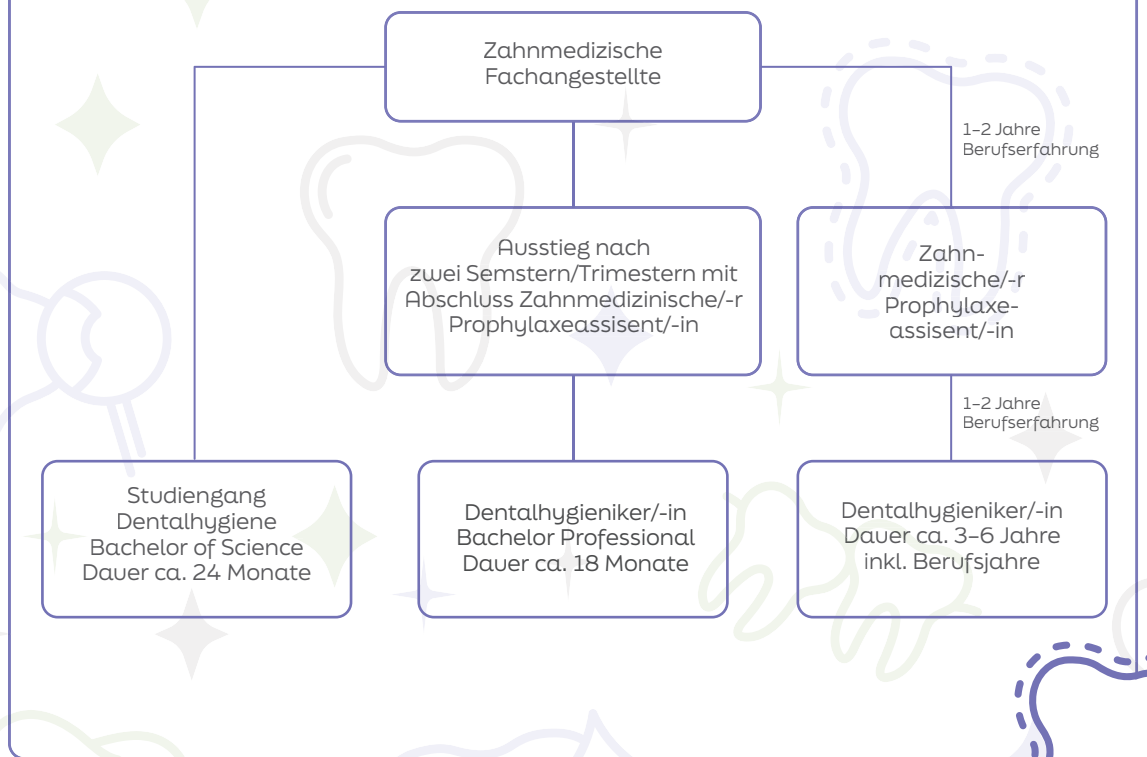 Zahnmedizische
Fachangestellte
1–2 Jahre
Berufserfahrung
Ausstieg nach
zwei Semstern/Trimestern mit
Abschluss Zahnmedizinische/-r
Prophylaxeassisent/-in
Zahn-
medizische/-r
Prophylaxe-
assisent/-in
1–2 Jahre
Berufserfahrung
Studiengang
Dentalhygiene
Bachelor of Science
Dauer ca. 24 Monate
Dentalhygieniker/-in
Bachelor Professional
Dauer ca. 18 Monate
Dentalhygieniker/-in
Dauer ca. 3–6 Jahre
inkl. Berufsjahre